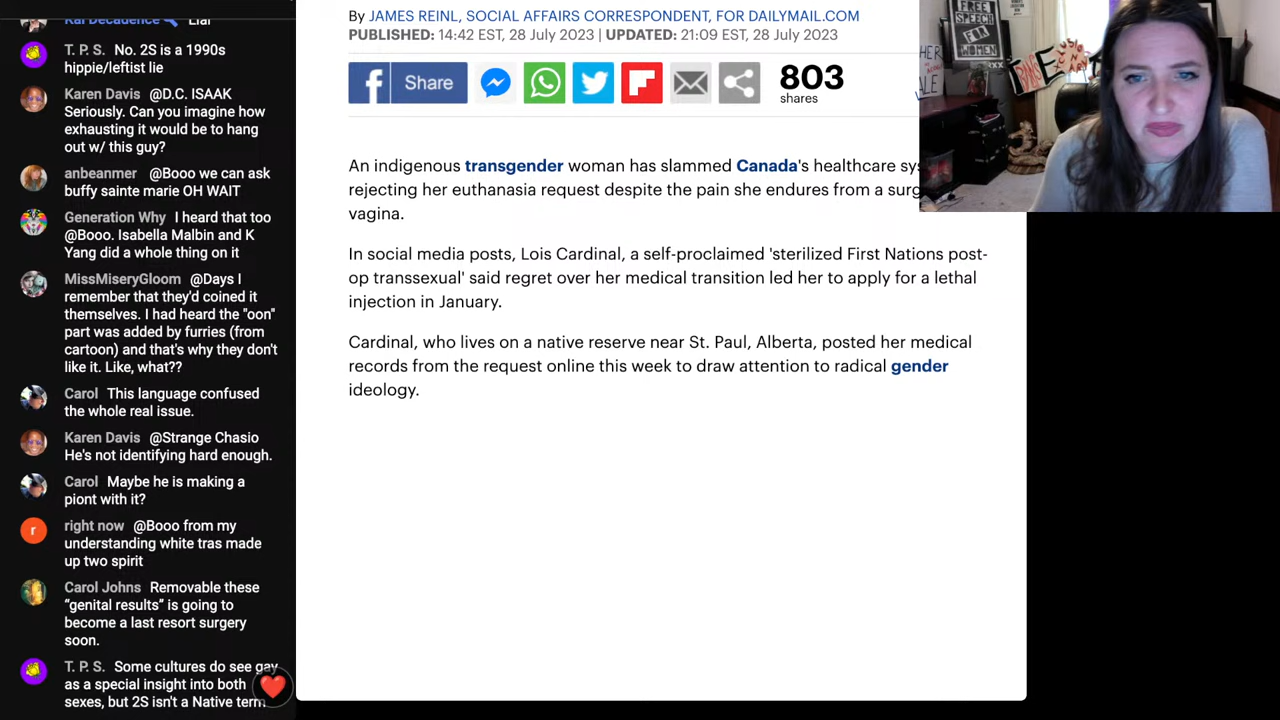 Kai Decadence Liar
T. P. S. No. 2S is a 1990s
hippie/leftist lie
Karen Davis @D.C. ISAAK
Seriously. Can you imagine how
exhausting it would be to hang
out w/ this guy?
anbeanmer @Booo we can ask
buffy sainte marie OH WAIT
Generation Why I heard that too
@Booo. Isabella Malbin and K
Yang did a whole thing on it
MissMiseryGloom @Days I
remember that they'd coined it
themselves. I had heard the "oon"
part was added by furries (from
cartoon) and that's why they don't
like it. Like, what??
Carol This language confused
the whole real issue.
Karen Davis @Strange Chasio
He's not identifying hard enough.
Carol Maybe he is making a
piont with it?
r
right now @Booo from my
understanding white tras made
up two spirit
Carol Johns Removable these
“genital results” is going to
become a last resort surgery
soon.
T. P. S. Some cultures do see gay
as a special insight into both
sexes, but 2S isn't a Native term
By JAMES REINL, SOCIAL AFFAIRS CORRESPONDENT, FOR DAILYMAIL.COM
PUBLISHED: 14:42 EST, 28 July 2023 | UPDATED: 21:09 EST, 28 July 2023
f Share
803
shares
An indigenous transgender woman has slammed Canada's healthcare
rejecting her euthanasia request despite the pain she endures from a
vagina.
In social media posts, Lois Cardinal, a self-proclaimed 'sterilized First Nations post-
op transsexual' said regret over her medical transition led her to apply for a lethal
injection in January.
Cardinal, who lives on a native reserve near St. Paul, Alberta, posted her medical
records from the request online this week to draw attention to radical gender
ideology.
FREE
SPEECH
FOR
WOMEN